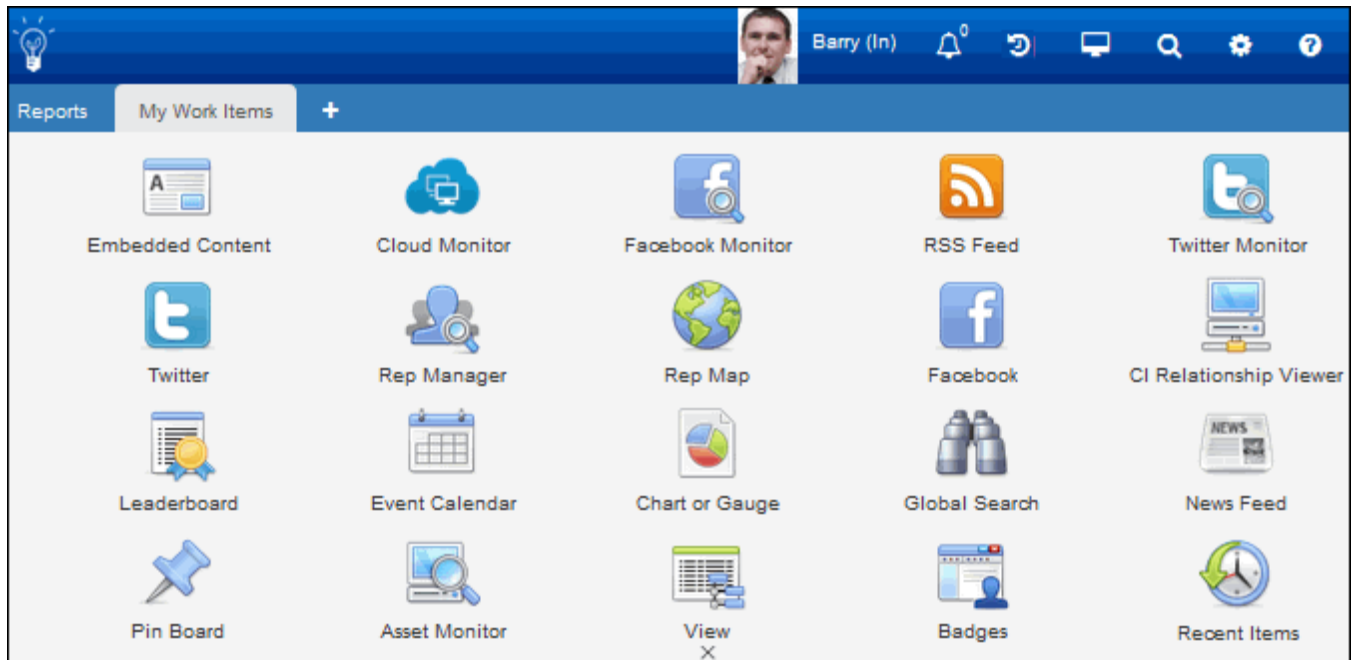 Barry (In) 0
Reports My Work Items +
A
Embedded Content Cloud Monitor Facebook Monitor RSS Feed Twitter Monitor
Twitter Rep Manager Rep Map Facebook CI Relationship Viewer
NEWS
Leaderboard Event Calendar Chart or Gauge Global Search News Feed
Pin Board Asset Monitor View Badges Recent Items